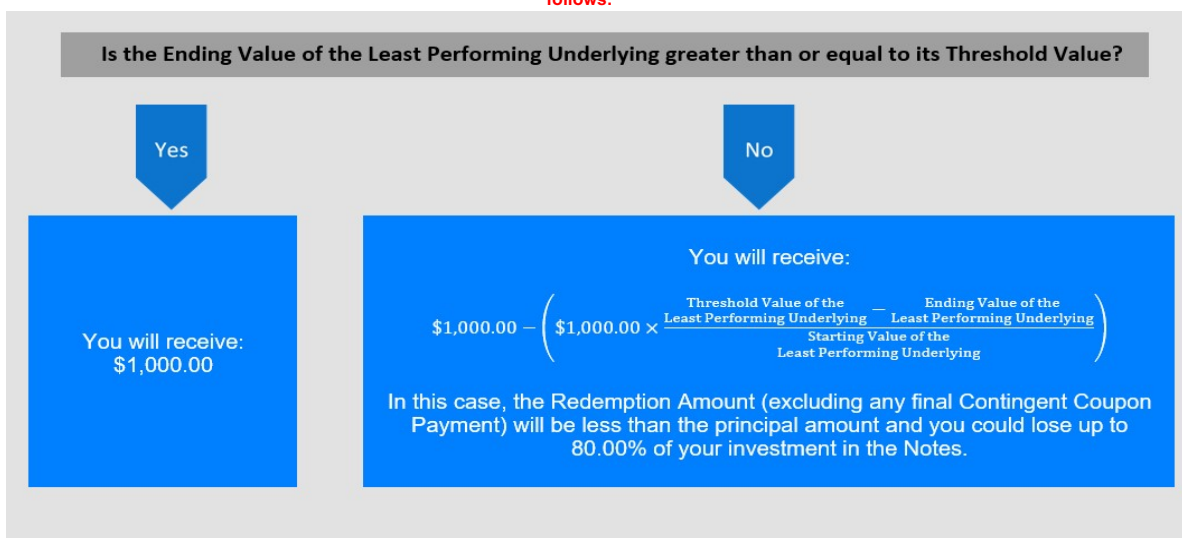 follows:
Is the Ending Value of the Least Performing Underlying greater than or equal to its Threshold Value?
Yes
No
You will receive:
$1,000.00
You will receive:
$1,000.00 − ( $1,000.00 × (Threshold Value of the Least Performing Underlying − Ending Value of the Least Performing Underlying) / Starting Value of the Least Performing Underlying )
In this case, the Redemption Amount (excluding any final Contingent Coupon
Payment) will be less than the principal amount and you could lose up to
80.00% of your investment in the Notes.